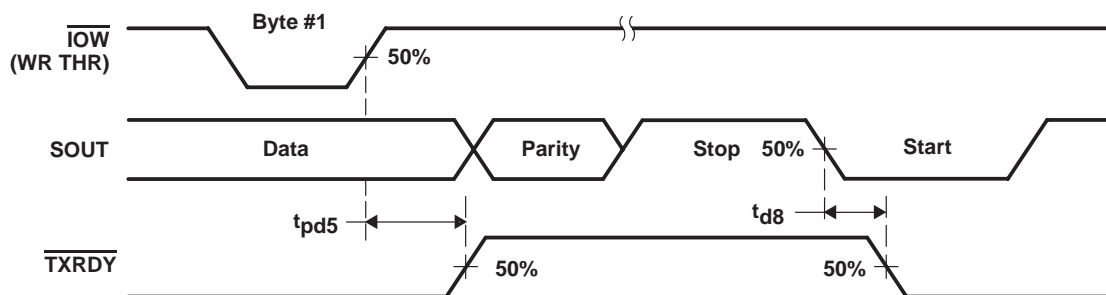 Byte #1
IOW
(WR THR)
50%
SOUT
Data
Parity
Stop
50%
Start
tpd5
td8
TXRDY
50%
50%